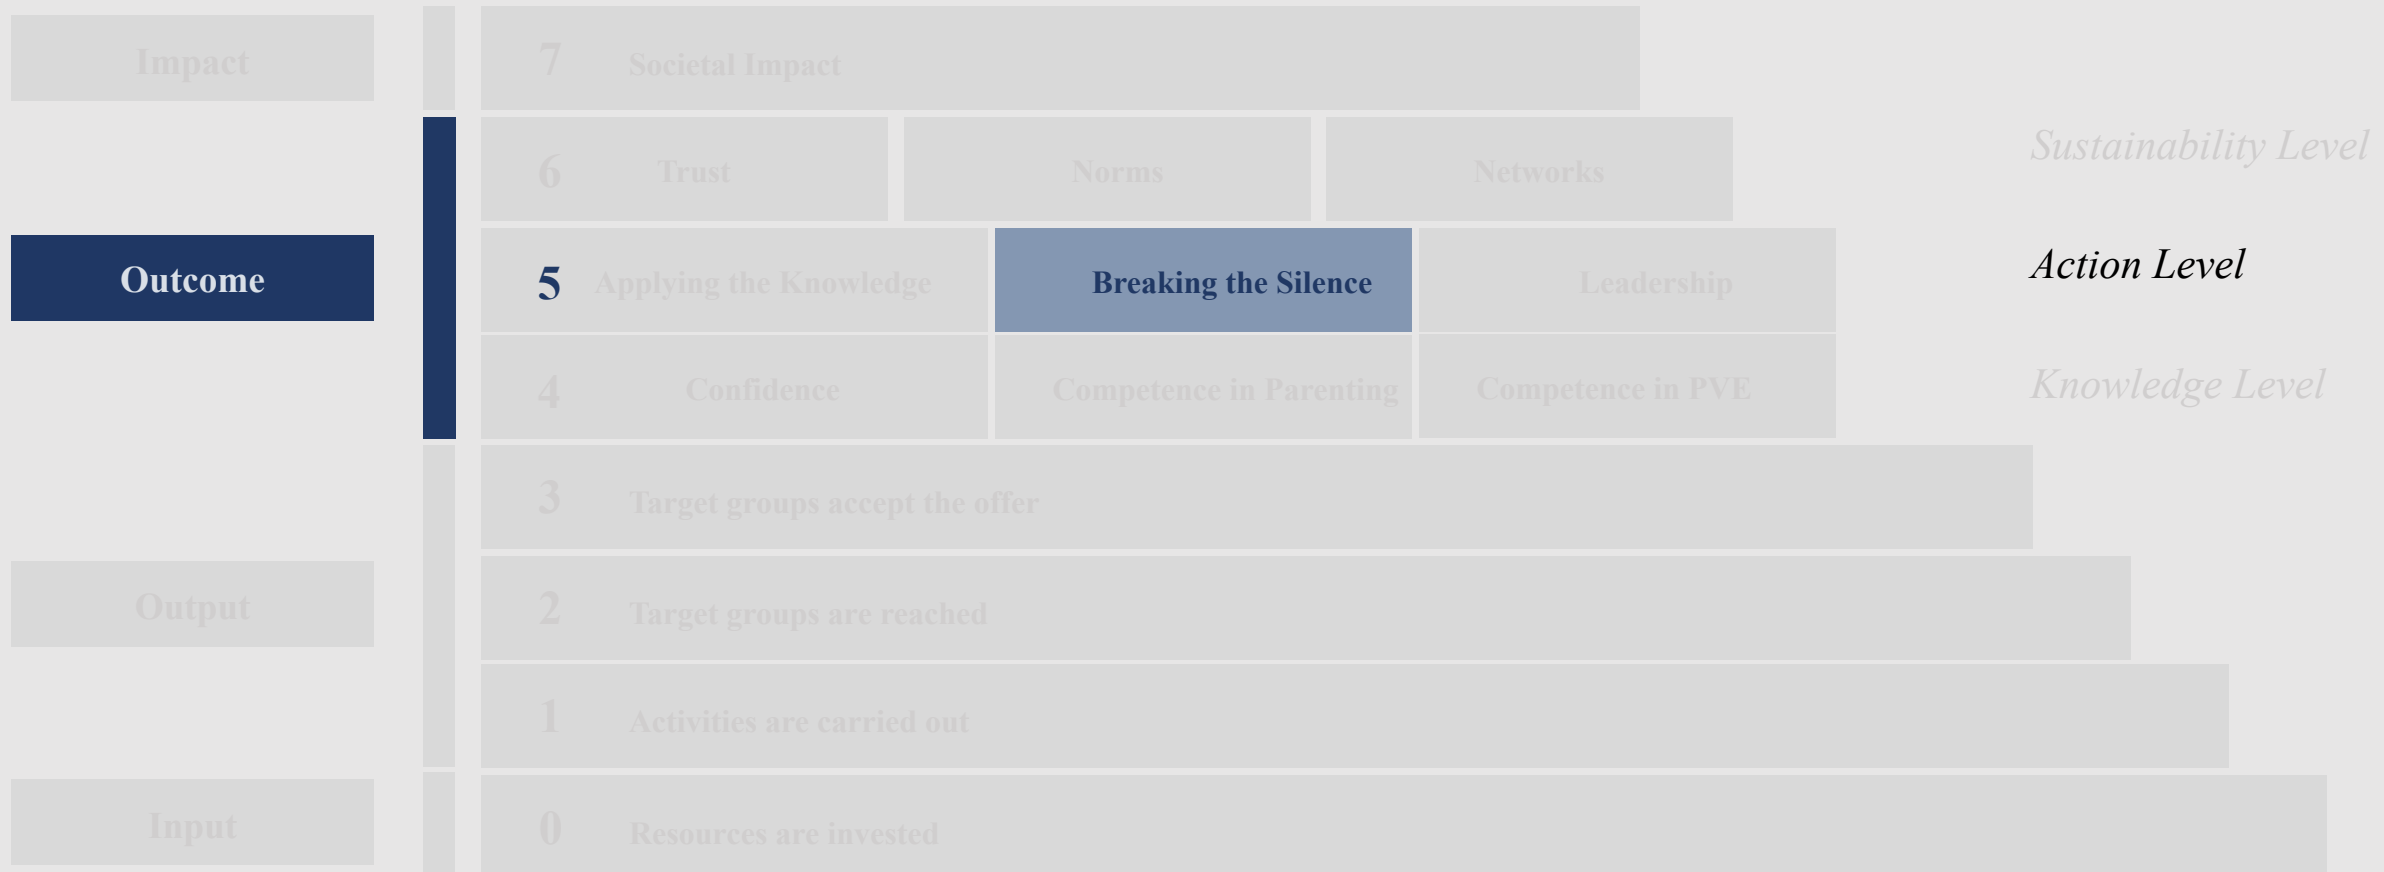 Impact
7 Societal Impact
6 Trust Norms Networks Sustainability Level
Outcome
5 Applying the Knowledge Breaking the Silence Leadership Action Level
4 Confidence Competence in Parenting Competence in PVE Knowledge Level
3 Target groups accept the offer
Output
2 Target groups are reached
1 Activities are carried out
Input
0 Resources are invested